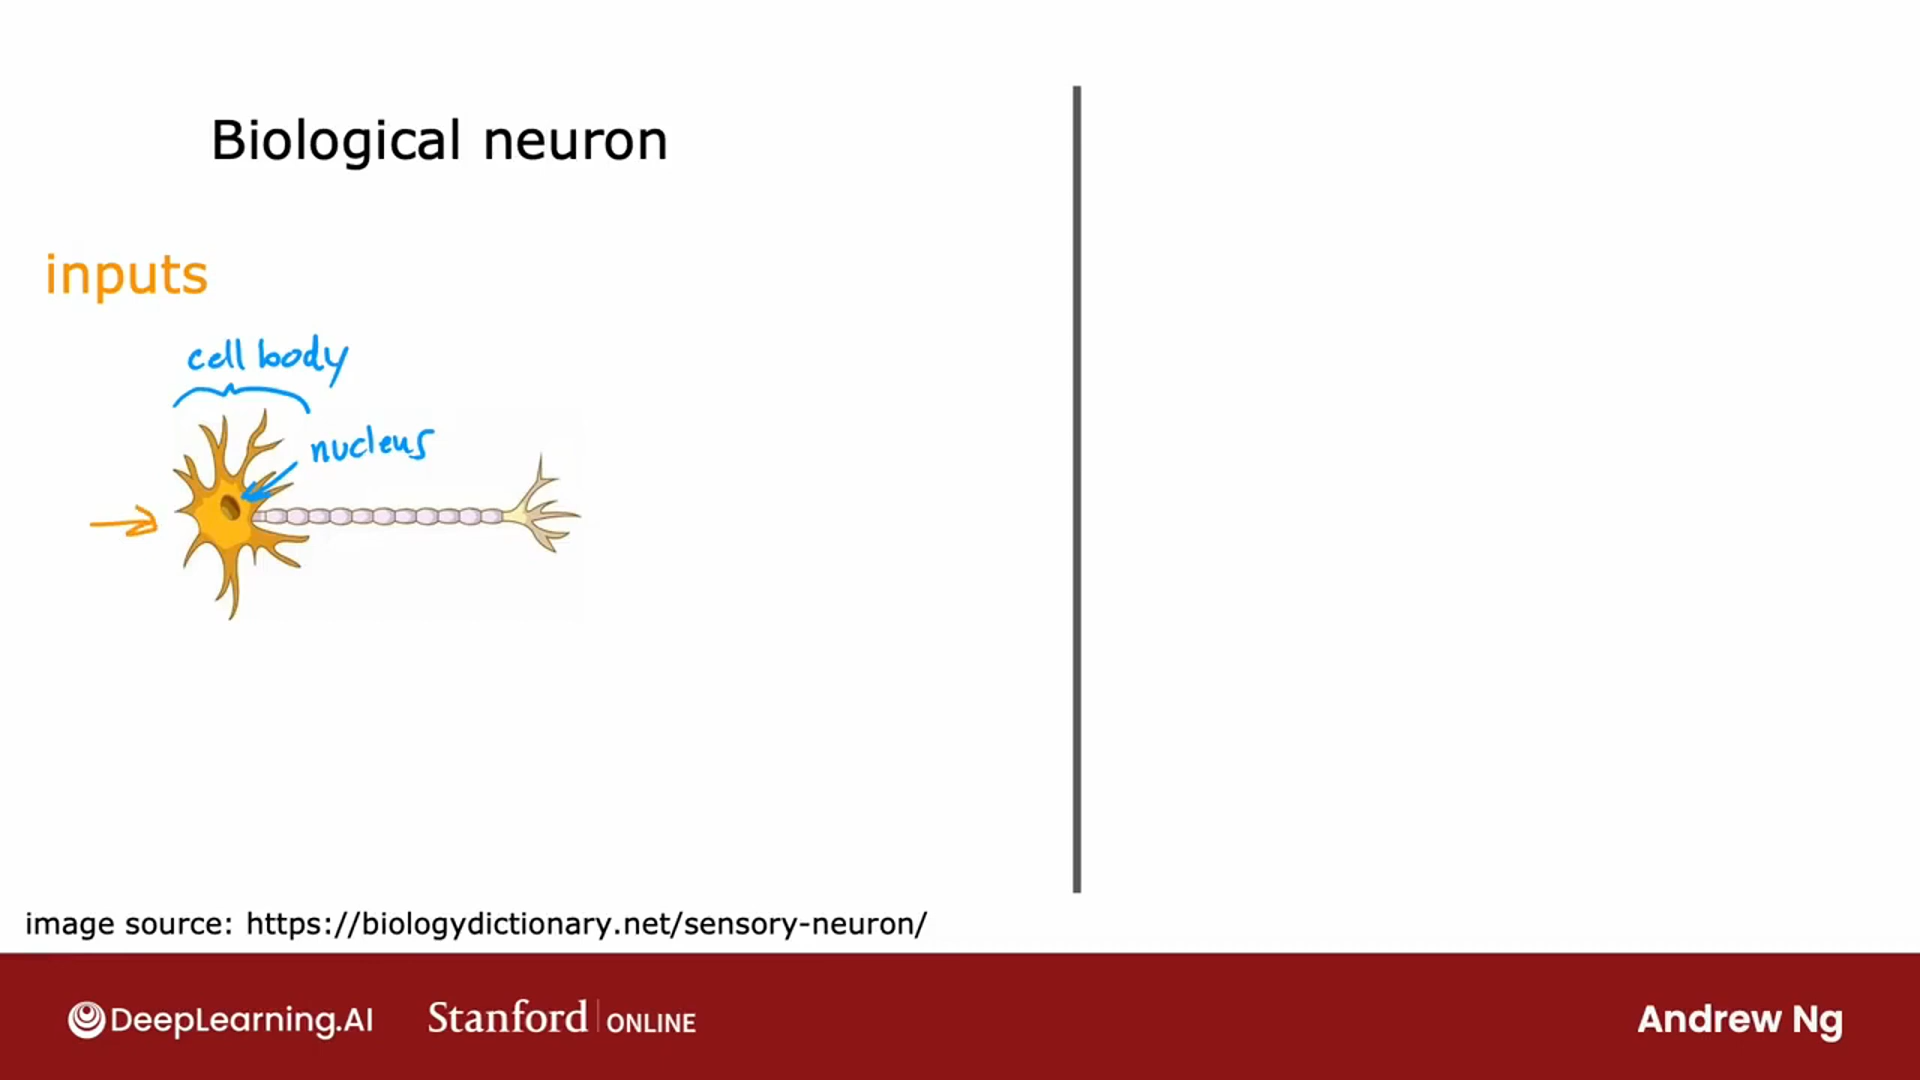 Biological neuron
inputs
cell body
nucleus
image source: https://biologydictionary.net/sensory-neuron/
DeepLearning.AI
Stanford ONLINE
Andrew Ng